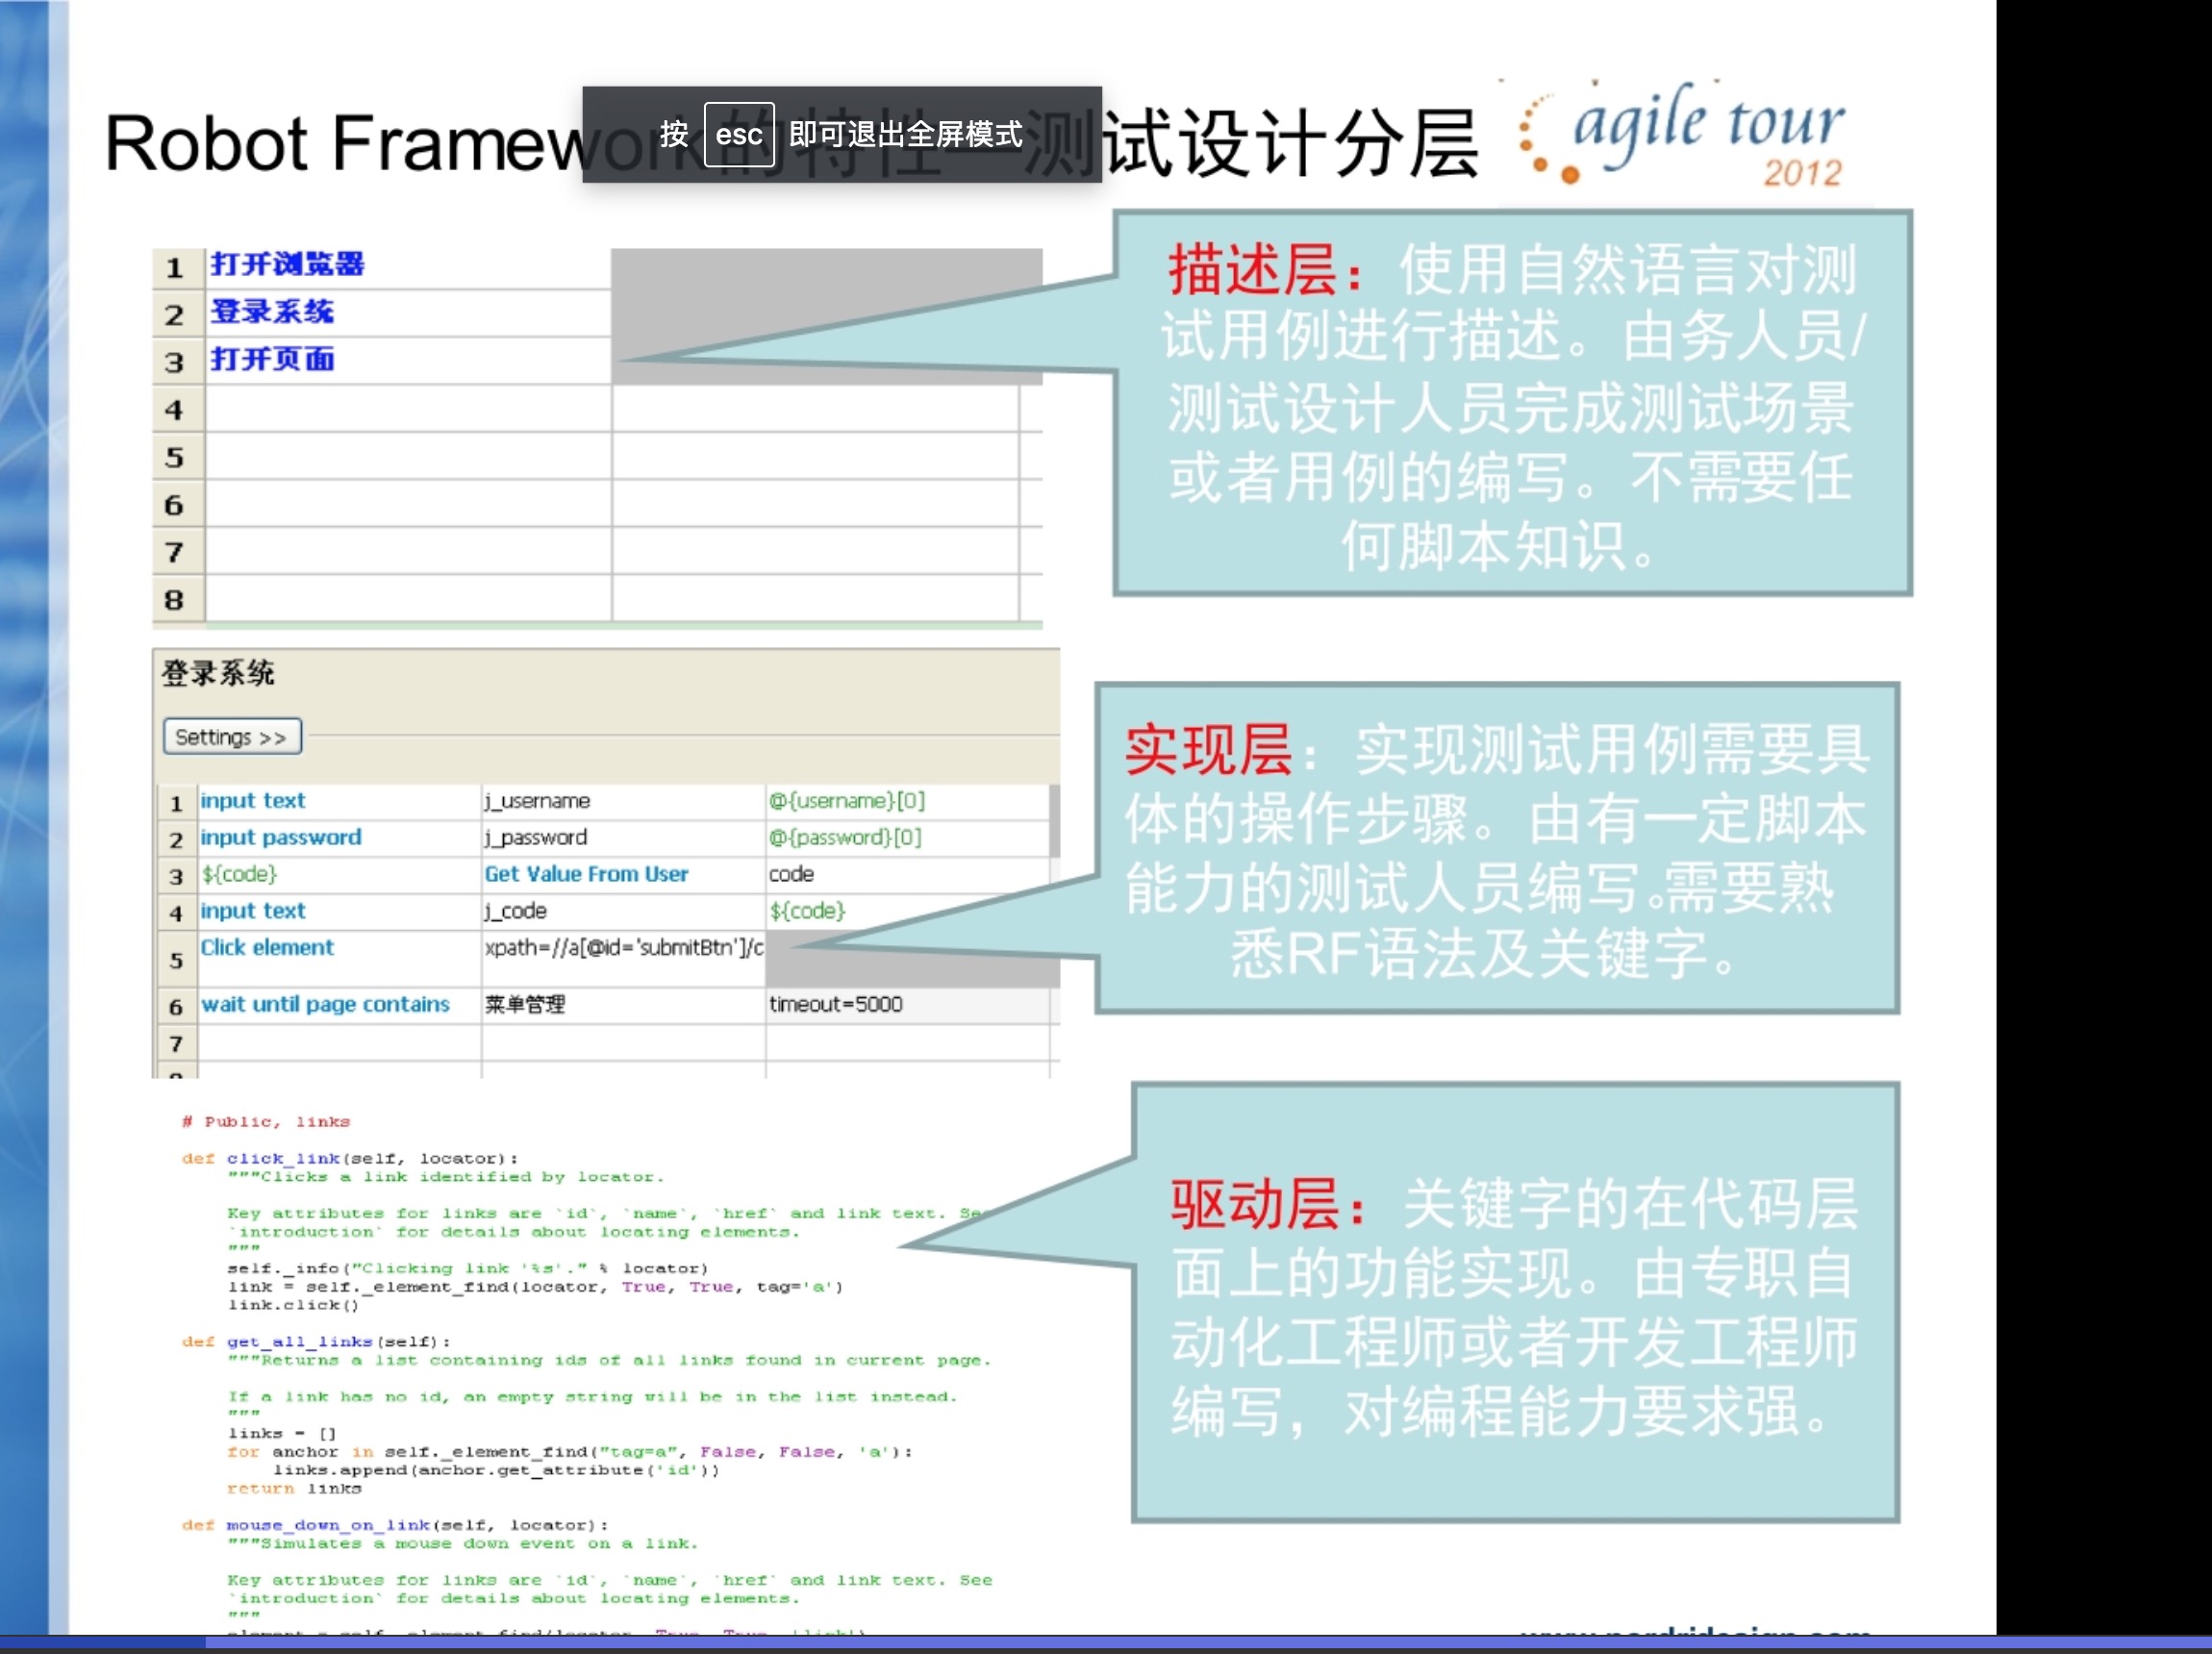 Robot Framework的特性—测试设计分层
按 esc 即可退出全屏模式
agile tour
2012
1 打开浏览器
2 登录系统
3 打开页面
4
5
6
7
8
描述层：使用自然语言对测
试用例进行描述。由务人员/
测试设计人员完成测试场景
或者用例的编写。不需要任
何脚本知识。
登录系统
Settings >>
1 input text j_username @{username}[0]
2 input password j_password @{password}[0]
3 ${code} Get Value From User code
4 input text j_code ${code}
5 Click element xpath=//a[@id='submitBtn']/c
6 wait until page contains 菜单管理 timeout=5000
7
实现层：实现测试用例需要具
体的操作步骤。由有一定脚本
能力的测试人员编写。需要熟
悉RF语法及关键字。
# Public, links
def click_link(self, locator):
"""Clicks a link identified by locator.
Key attributes for links are `id`, `name`, `href` and link text. See
`introduction` for details about locating elements.
"""
self._info("Clicking link '%s'." % locator)
link = self._element_find(locator, True, True, tag='a')
link.click()
def get_all_links(self):
"""Returns a list containing ids of all links found in current page.
If a link has no id, an empty string will be in the list instead.
"""
links = []
for anchor in self._element_find("tag=a", False, False, 'a'):
links.append(anchor.get_attribute('id'))
return links
def mouse_down_on_link(self, locator):
"""Simulates a mouse down event on a link.
Key attributes for links are `id`, `name`, `href` and link text. See
`introduction` for details about locating elements.
"""
驱动层：关键字的在代码层
面上的功能实现。由专职自
动化工程师或者开发工程师
编写，对编程能力要求强。